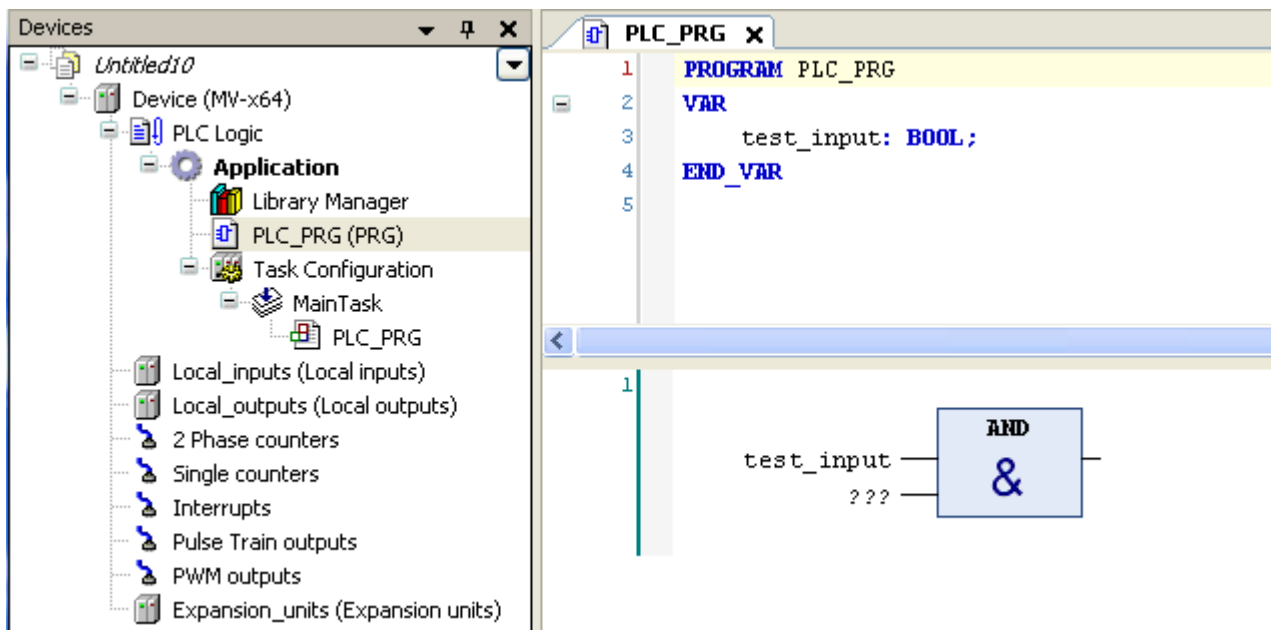 Devices
Untitled10
Device (MV-x64)
PLC Logic
Application
Library Manager
PLC_PRG (PRG)
Task Configuration
MainTask
PLC_PRG
Local_inputs (Local inputs)
Local_outputs (Local outputs)
2 Phase counters
Single counters
Interrupts
Pulse Train outputs
PWM outputs
Expansion_units (Expansion units)
PLC_PRG
1 PROGRAM PLC_PRG
2 VAR
3 test_input: BOOL;
4 END_VAR
5
1
AND
test_input
&
???